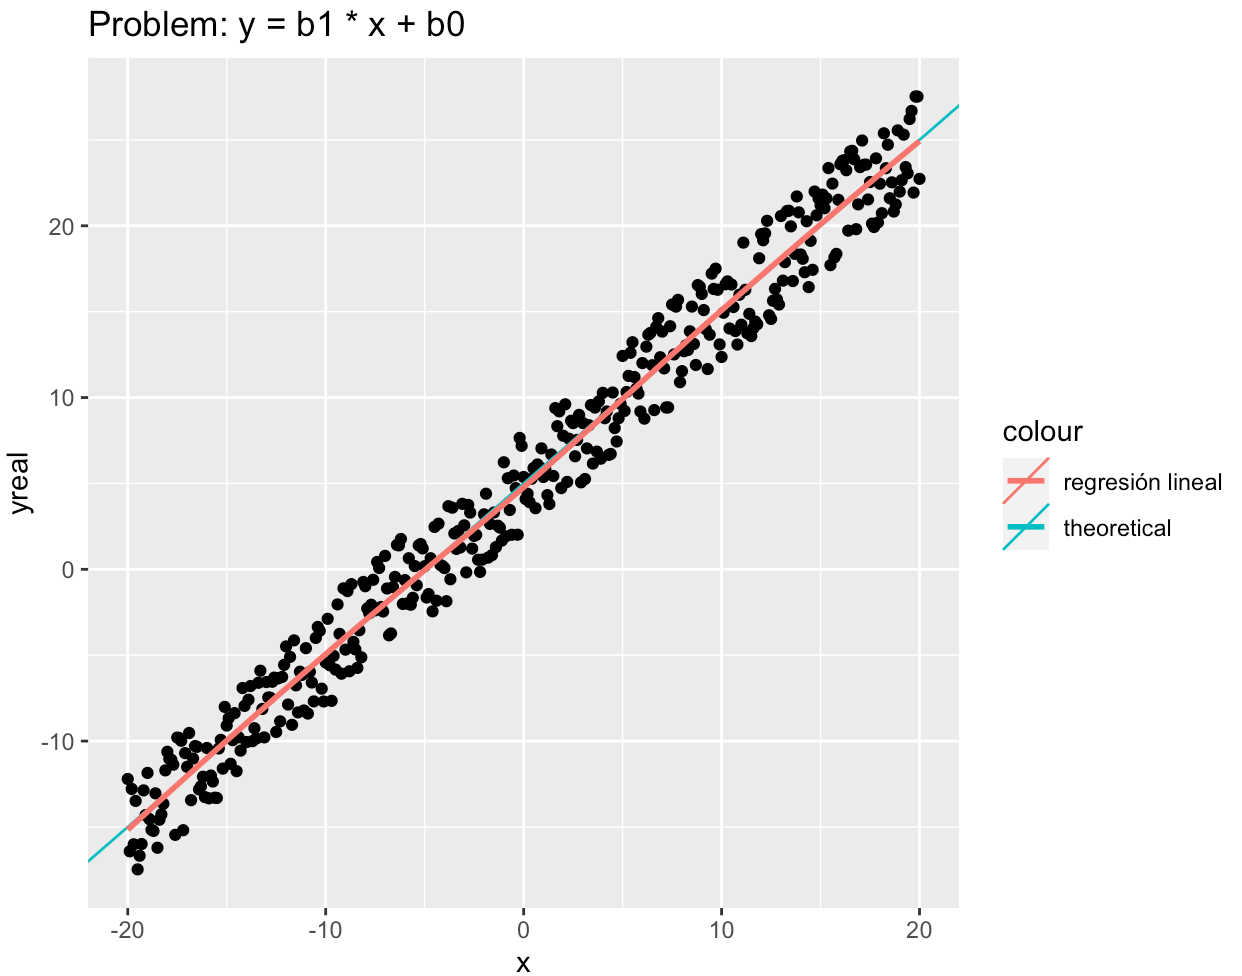 Problem: y = b1 * x + b0
yreal
20
10
0
-10
-20
-10
0
10
20
x
colour
regresión lineal
theoretical